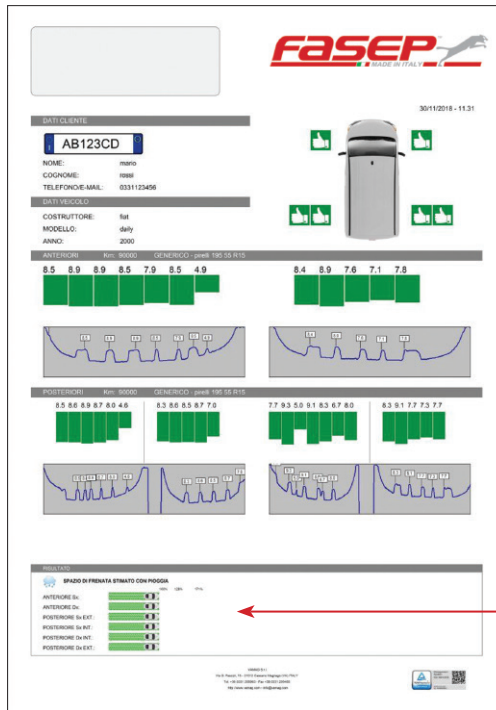 FASEP
MADE IN ITALY
30/11/2018 - 11.31
DATI CLIENTE
AB123CD
NOME: mario
COGNOME: rossi
TELEFONO/E-MAIL: 0331123456
DATI VEICOLO
COSTRUTTORE: fiat
MODELLO: daily
ANNO: 2000
ANTERIORI Km: 90000 GENERICO - pirelli 195 55 R15
8.5 8.9 8.9 8.5 7.9 8.5 4.9
8.4 8.9 7.6 7.1 7.8
POSTERIORI Km: 90000 GENERICO - pirelli 195 55 R15
8.5 8.6 8.9 8.7 8.0 4.6
8.3 8.6 8.5 8.7 7.0
7.7 9.3 5.0 9.1 8.3 6.7 8.0
8.3 9.1 7.7 7.3 7.7
RISULTATO
SPAZIO DI FRENATA STIMATO CON PIOGGIA
ANTERIORE Sx:
ANTERIORE Dx:
POSTERIORE Sx EXT.:
POSTERIORE Sx INT.:
POSTERIORE Dx INT.:
POSTERIORE Dx EXT.: